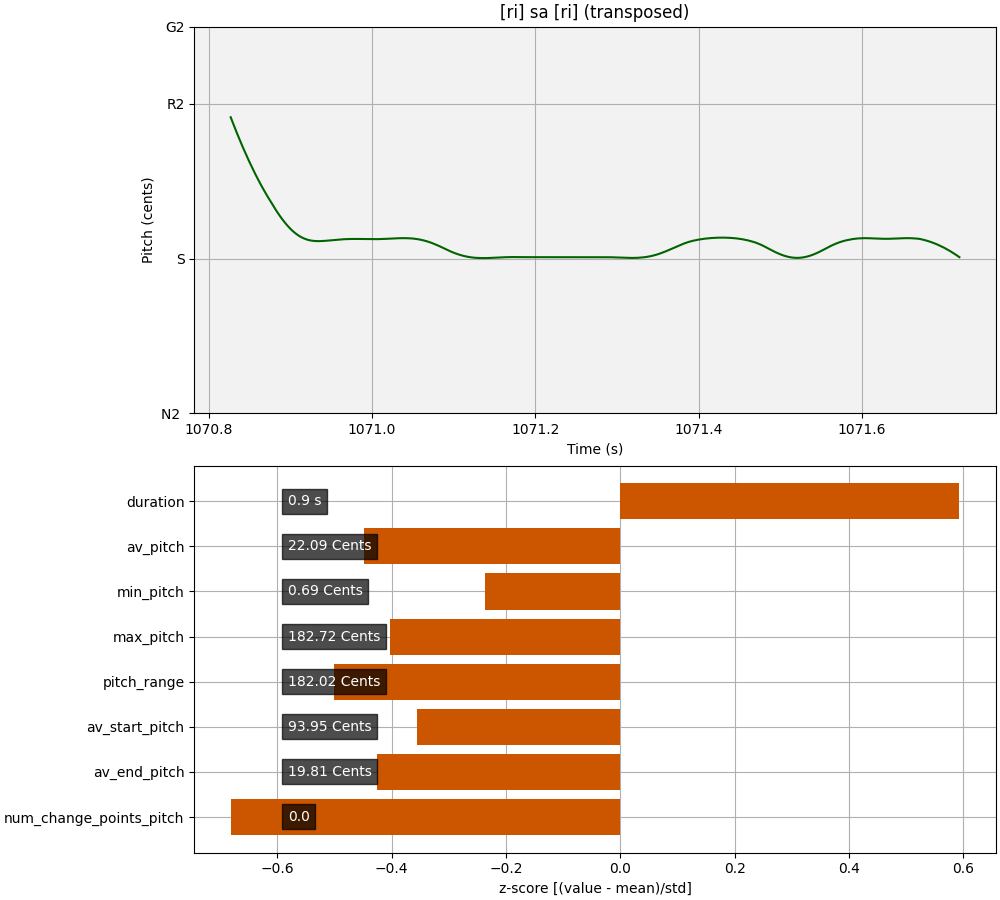 [ri] sa [ri] (transposed)
G2
R2
S
N2
Pitch (cents)
1070.8 1071.0 1071.2 1071.4 1071.6
Time (s)
duration 0.9 s
av_pitch 22.09 Cents
min_pitch 0.69 Cents
max_pitch 182.72 Cents
pitch_range 182.02 Cents
av_start_pitch 93.95 Cents
av_end_pitch 19.81 Cents
num_change_points_pitch 0.0
−0.6 −0.4 −0.2 0.0 0.2 0.4 0.6
z-score [(value - mean)/std]